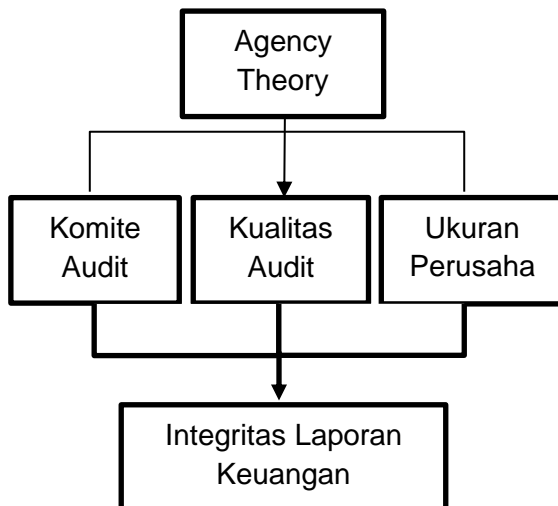 Agency
Theory
Komite
Audit
Kualitas
Audit
Ukuran
Perusaha
Integritas Laporan
Keuangan